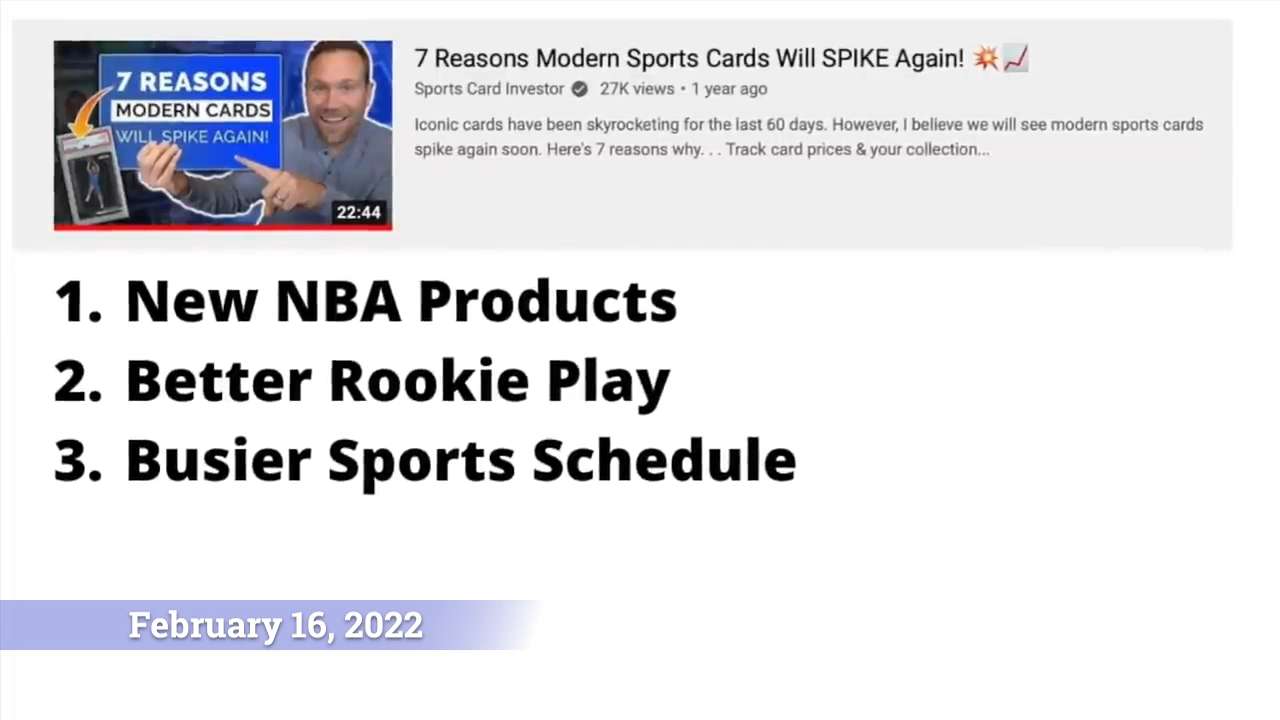 7 REASONS
MODERN CARDS
WILL SPIKE AGAIN!
22:44
7 Reasons Modern Sports Cards Will SPIKE Again! 💥📈
Sports Card Investor 27K views • 1 year ago
Iconic cards have been skyrocketing for the last 60 days. However, I believe we will see modern sports cards
spike again soon. Here's 7 reasons why. . . Track card prices & your collection...
1. New NBA Products
2. Better Rookie Play
3. Busier Sports Schedule
February 16, 2022